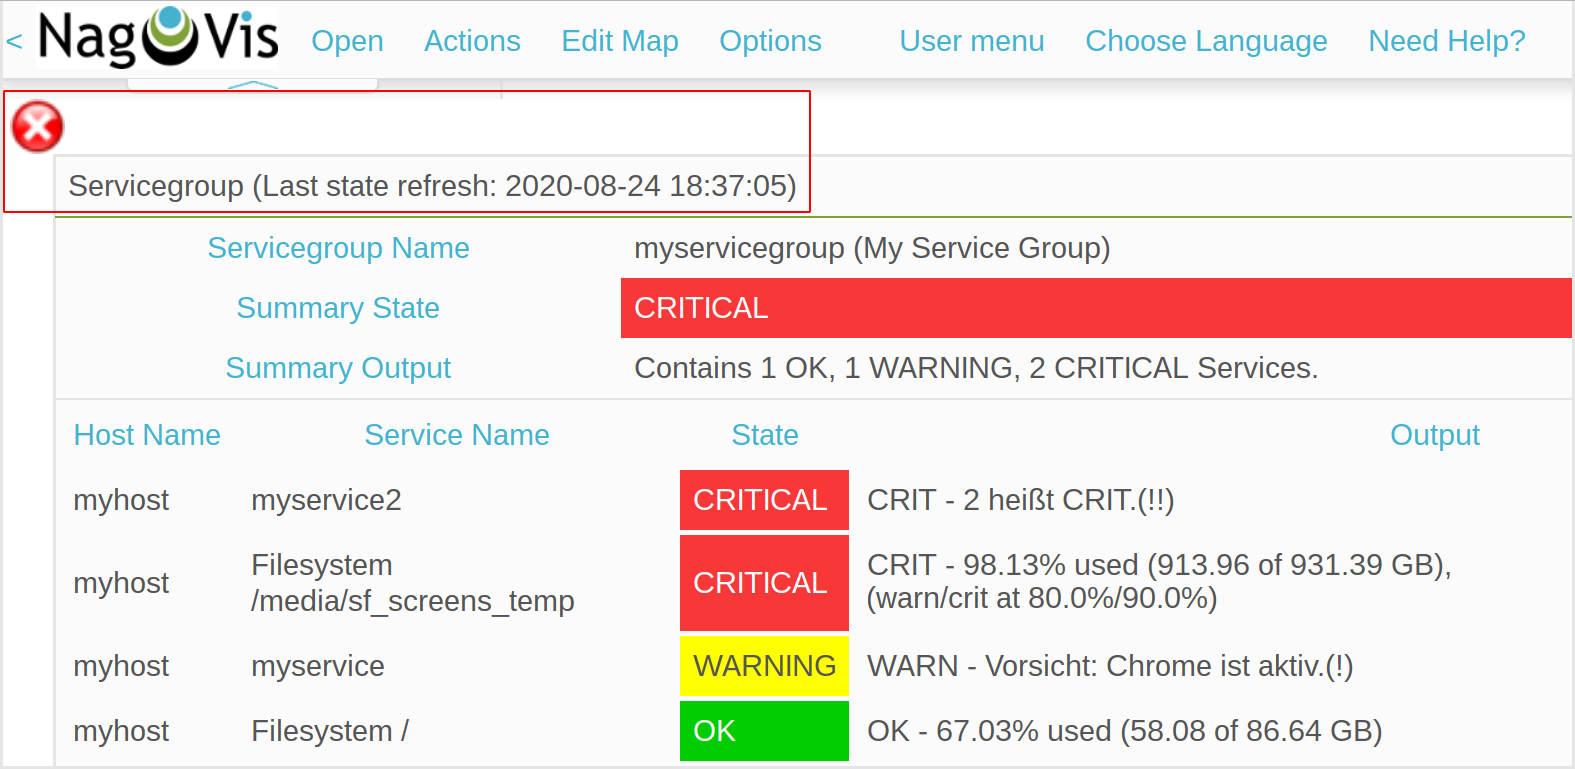 < NagVis Open Actions Edit Map Options User menu Choose Language Need Help?
Servicegroup (Last state refresh: 2020-08-24 18:37:05)
Servicegroup Name myservicegroup (My Service Group)
Summary State CRITICAL
Summary Output Contains 1 OK, 1 WARNING, 2 CRITICAL Services.
Host Name Service Name State Output
myhost myservice2 CRITICAL CRIT - 2 heißt CRIT.(!!)
myhost Filesystem /media/sf_screens_temp CRITICAL CRIT - 98.13% used (913.96 of 931.39 GB),
(warn/crit at 80.0%/90.0%)
myhost myservice WARNING WARN - Vorsicht: Chrome ist aktiv.(!)
myhost Filesystem / OK OK - 67.03% used (58.08 of 86.64 GB)